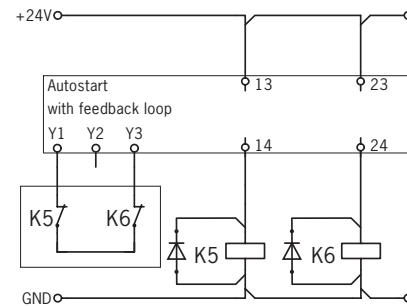 +24V
Autostart
13
23
with feedback loop
Y1 Y2 Y3
14
24
K5 K6
K5 K6
GND